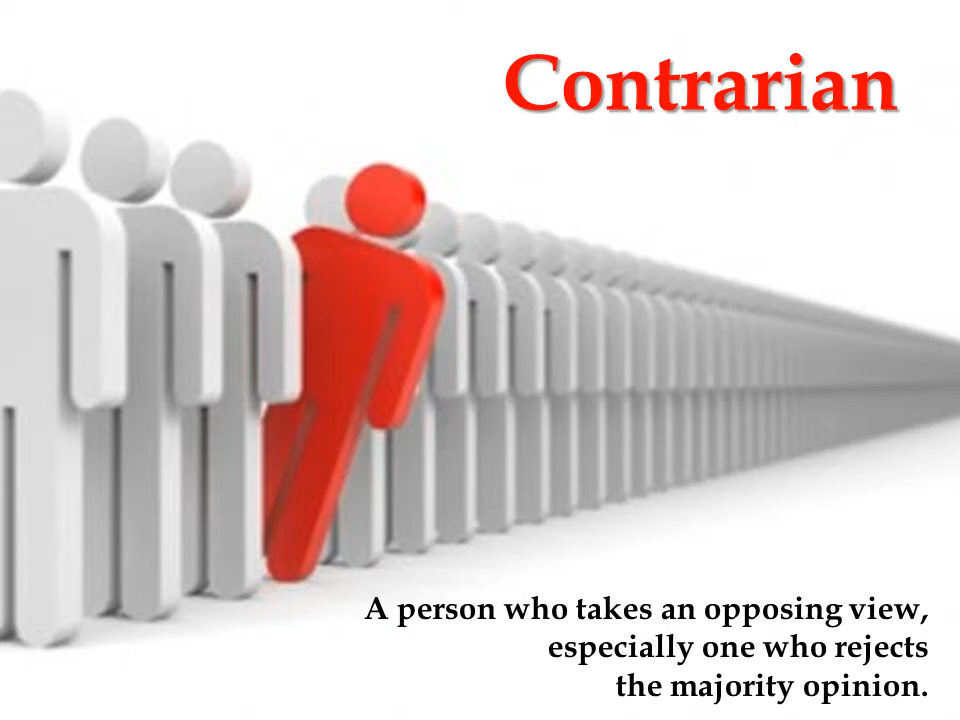 Contrarian
A person who takes an opposing view,
especially one who rejects
the majority opinion.